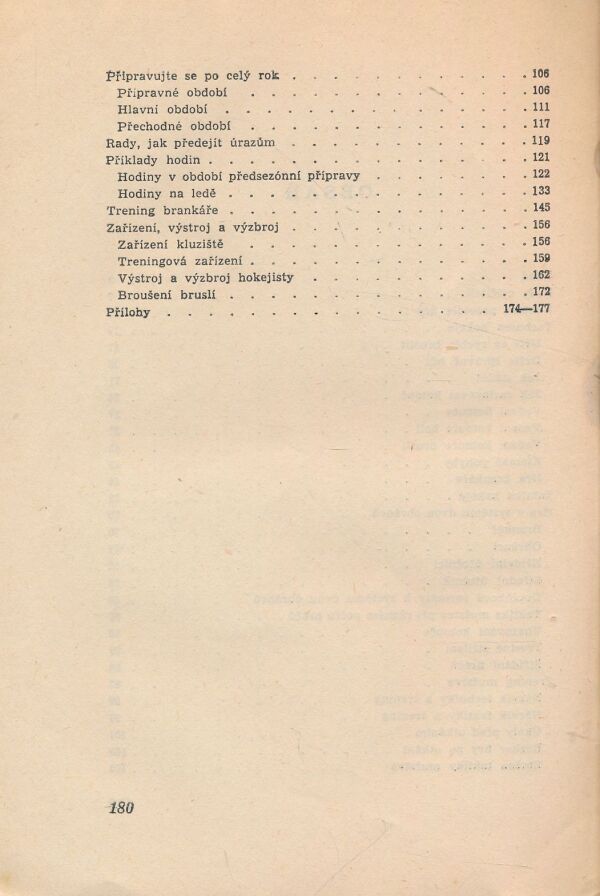 Připravujte se po celý rok . . . . . . . . . . . . . 106
Přípravné období . . . . . . . . . . . . . . 106
Hlavní období . . . . . . . . . . . . . . . 111
Přechodné období . . . . . . . . . . . . . . 117
Rady, jak předejít úrazům . . . . . . . . . . . . . 119
Příklady hodin . . . . . . . . . . . . . . . . 121
Hodiny v období předsezónní přípravy . . . . . . . . 122
Hodiny na ledě . . . . . . . . . . . . . . . 133
Trening brankáře . . . . . . . . . . . . . . . 145
Zařízení, výstroj a výzbroj . . . . . . . . . . . . 156
Zařízení kluziště . . . . . . . . . . . . . . 156
Treningová zařízení . . . . . . . . . . . . . . 159
Výstroj a výzbroj hokejisty . . . . . . . . . . 162
Broušení bruslí . . . . . . . . . . . . . . . 172
Přílohy . . . . . . . . . . . . . . . . . 174—177
180